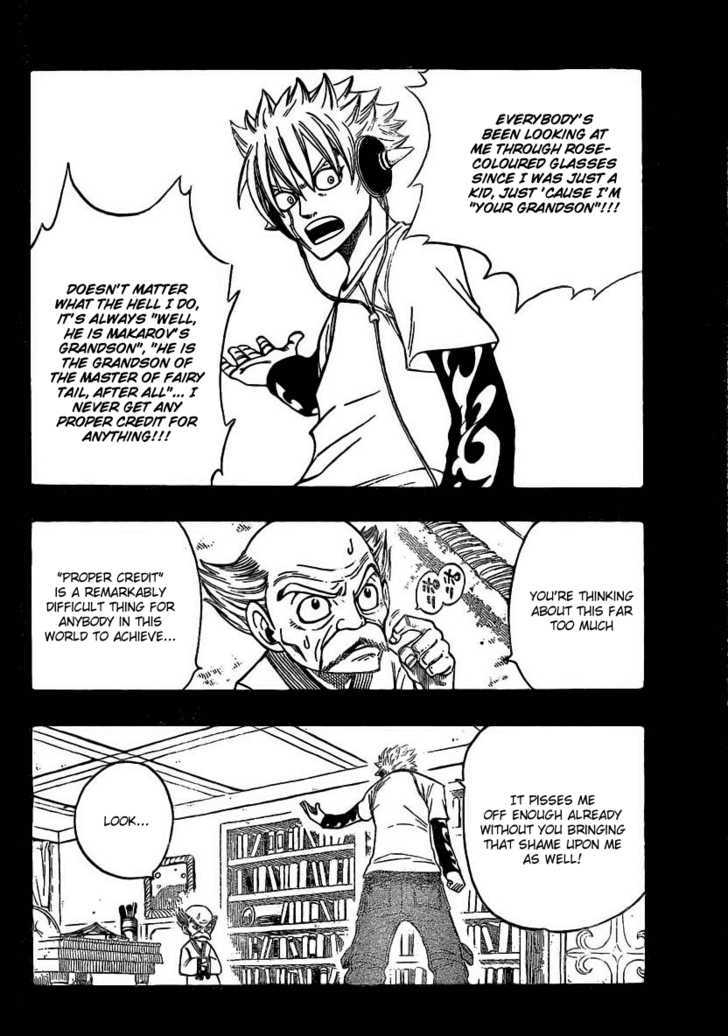 EVERYBODY'S
BEEN LOOKING AT
ME THROUGH ROSE-
COLOURED GLASSES
SINCE I WAS JUST A
KID, JUST 'CAUSE I'M
"YOUR GRANDSON"!!!
DOESN'T MATTER
WHAT THE HELL I DO,
IT'S ALWAYS "WELL,
HE IS MAKAROV'S
GRANDSON", "HE IS
THE GRANDSON OF
THE MASTER OF FAIRY
TAIL, AFTER ALL"... I
NEVER GET ANY
PROPER CREDIT FOR
ANYTHING!!!
YOU'RE THINKING
ABOUT THIS FAR
TOO MUCH
ポリ
ポリ
"PROPER CREDIT"
IS A REMARKABLY
DIFFICULT THING FOR
ANYBODY IN THIS
WORLD TO ACHIEVE...
IT PISSES ME
OFF ENOUGH ALREADY
WITHOUT YOU BRINGING
THAT SHAME UPON ME
AS WELL!
LOOK...